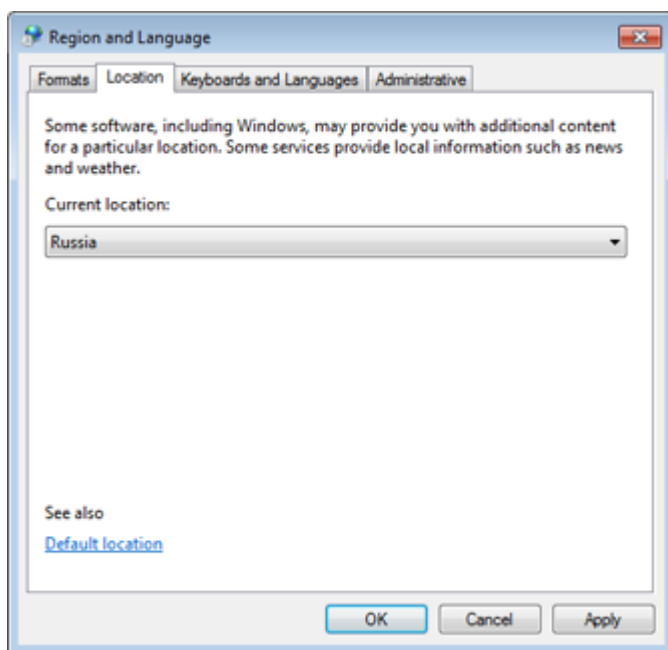 Region and Language
Formats Location Keyboards and Languages Administrative
Some software, including Windows, may provide you with additional content
for a particular location. Some services provide local information such as news
and weather.
Current location:
Russia
See also
Default location
OK Cancel Apply